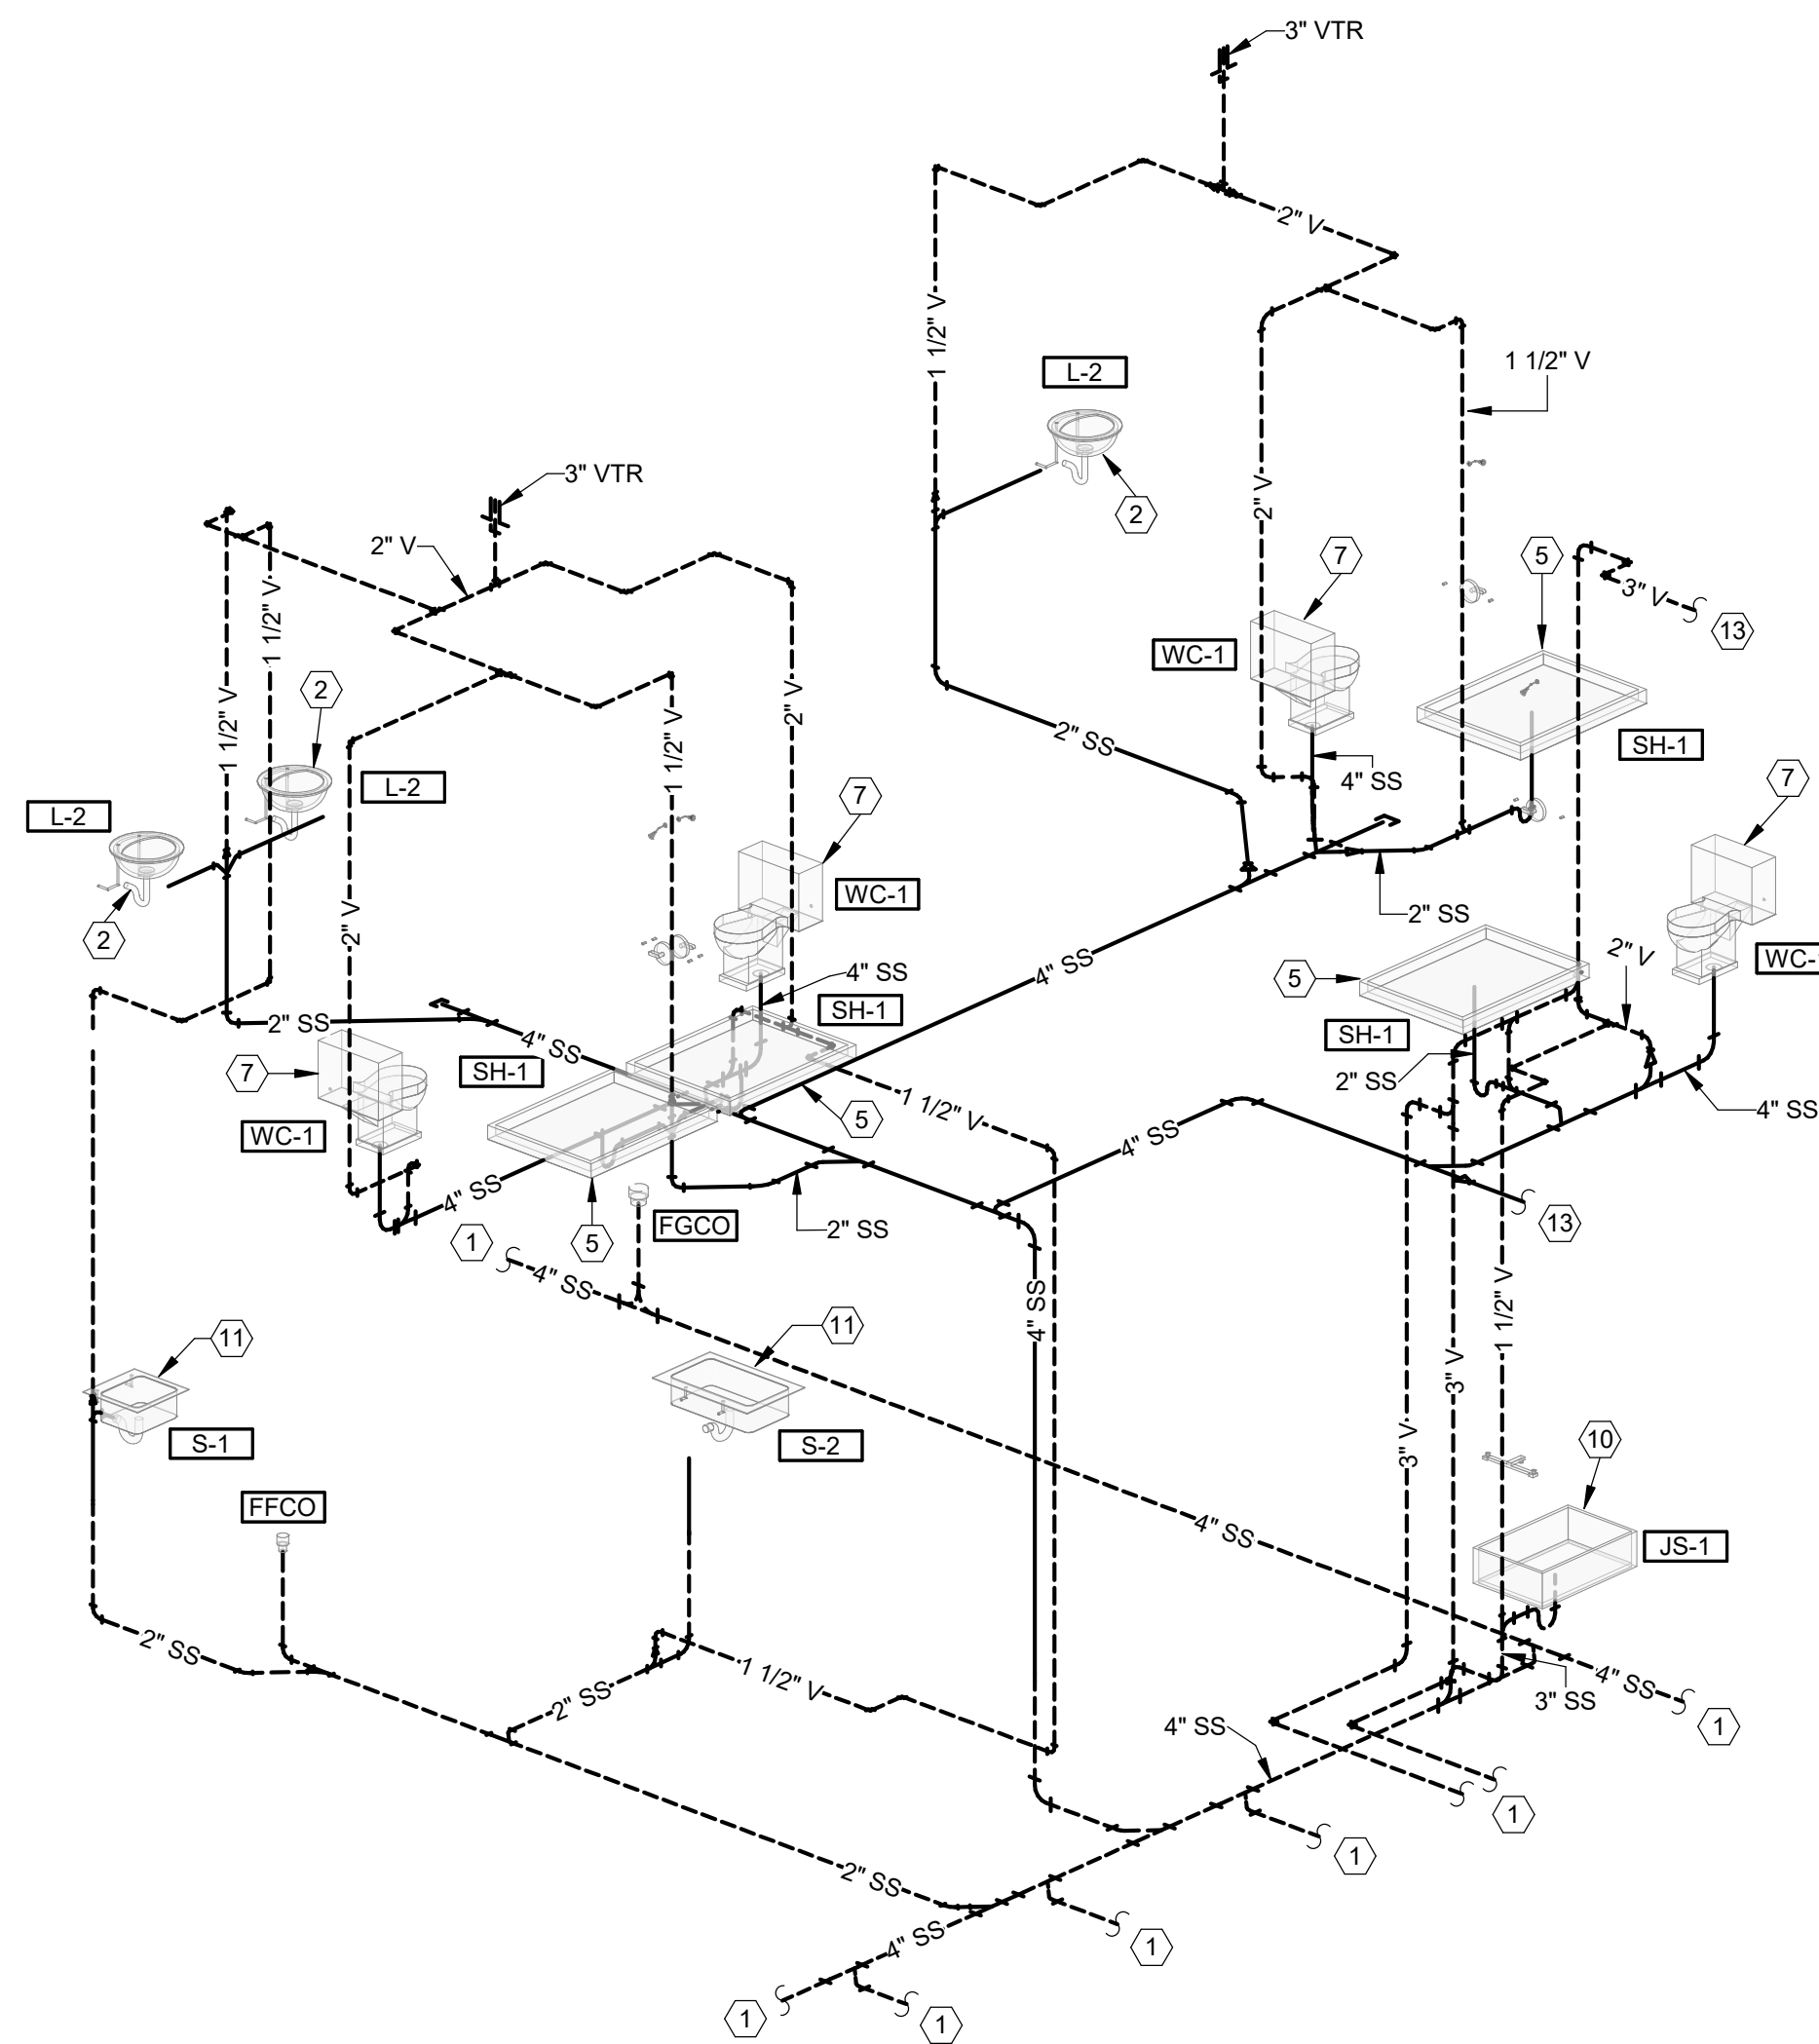 3" VTR
2" V
1 1/2" V
L-2
1 1/2" V
2
3" VTR
2" V
2" V
7
5
3" V
13
1 1/2" V
WC-1
2
1 1/2" V
2" V
2" SS
SH-1
4" SS
1 1/2" V
L-2
7
7
L-2
WC-1
2" SS
2
2" V
4" SS
4" SS
2" V
WC-1
5
SH-1
SH-1
2" SS
4" SS
2" SS
7
SH-1
1 1/2" V
5
4" SS
4" SS
WC-1
4" SS
2" SS
FGCO
1
5
13
4" SS
4" SS
1 1/2" V
11
11
3" V
3" V
S-1
S-2
10
FFCO
4" SS
JS-1
2" SS
1 1/2" V
4" SS
2" SS
3" SS
1
4" SS
1
1
2" SS
4" SS
1
1
1